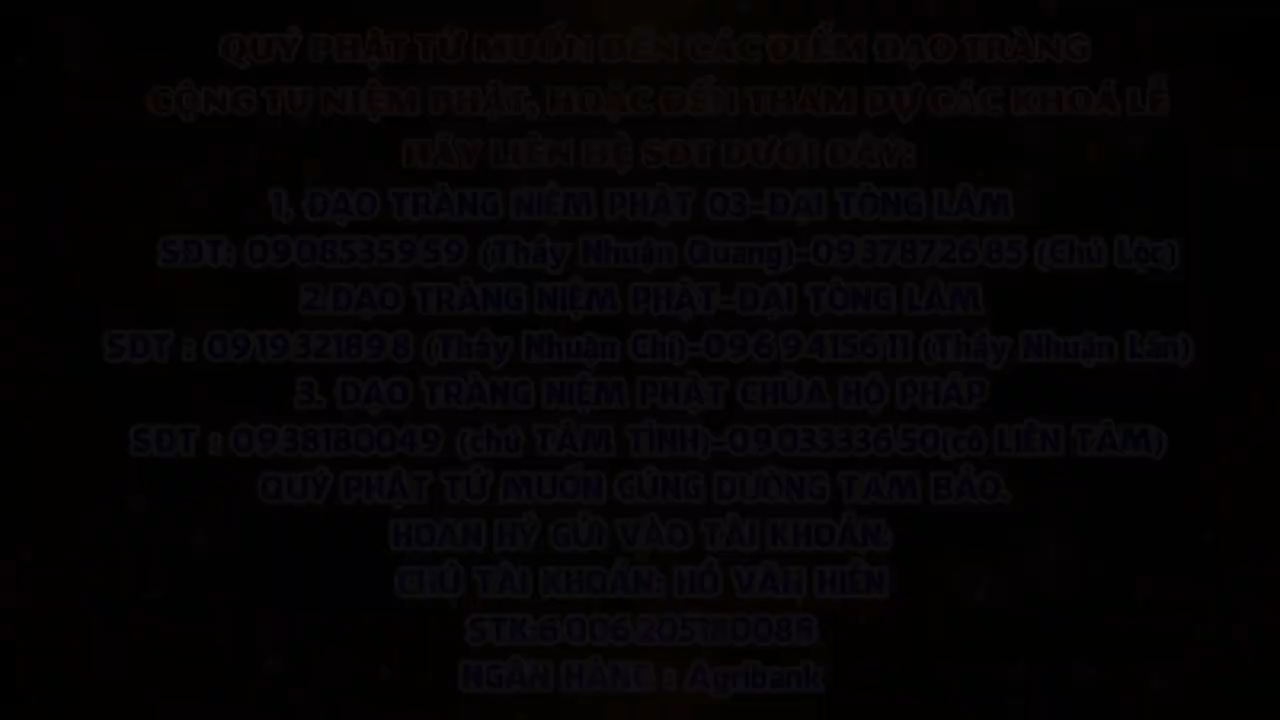 QUÝ PHẬT TỬ MUỐN ĐẾN CÁC ĐIỂM ĐẠO TRÀNG
CỘNG TU NIỆM PHẬT, HOẶC ĐẾN THAM DỰ CÁC KHOÁ LỄ
HÃY LIÊN HỆ SĐT DƯỚI ĐÂY:
1. ĐẠO TRÀNG NIỆM PHẬT 03-ĐẠI TÒNG LÂM
SĐT: 0908535959 (Thầy Nhuận Quang)-0937872685 (Chú Lộc)
2.ĐẠO TRÀNG NIỆM PHẬT-ĐẠI TÒNG LÂM
SĐT : 0919321898 (Thầy Nhuận Chi)-0969415611 (Thầy Nhuận Lân)
3. ĐẠO TRÀNG NIỆM PHẬT CHÙA HỘ PHÁP
SĐT : 0938180049 (chú TÂM TỊNH)-0903333650(cô LIÊN TÂM)
QUÝ PHẬT TỬ MUỐN CÚNG DƯỜNG TAM BẢO.
HOAN HỶ GỬI VÀO TÀI KHOẢN:
CHỦ TÀI KHOẢN: HỒ VĂN HIỀN
STK:
NGÂN HÀNG : Agribank